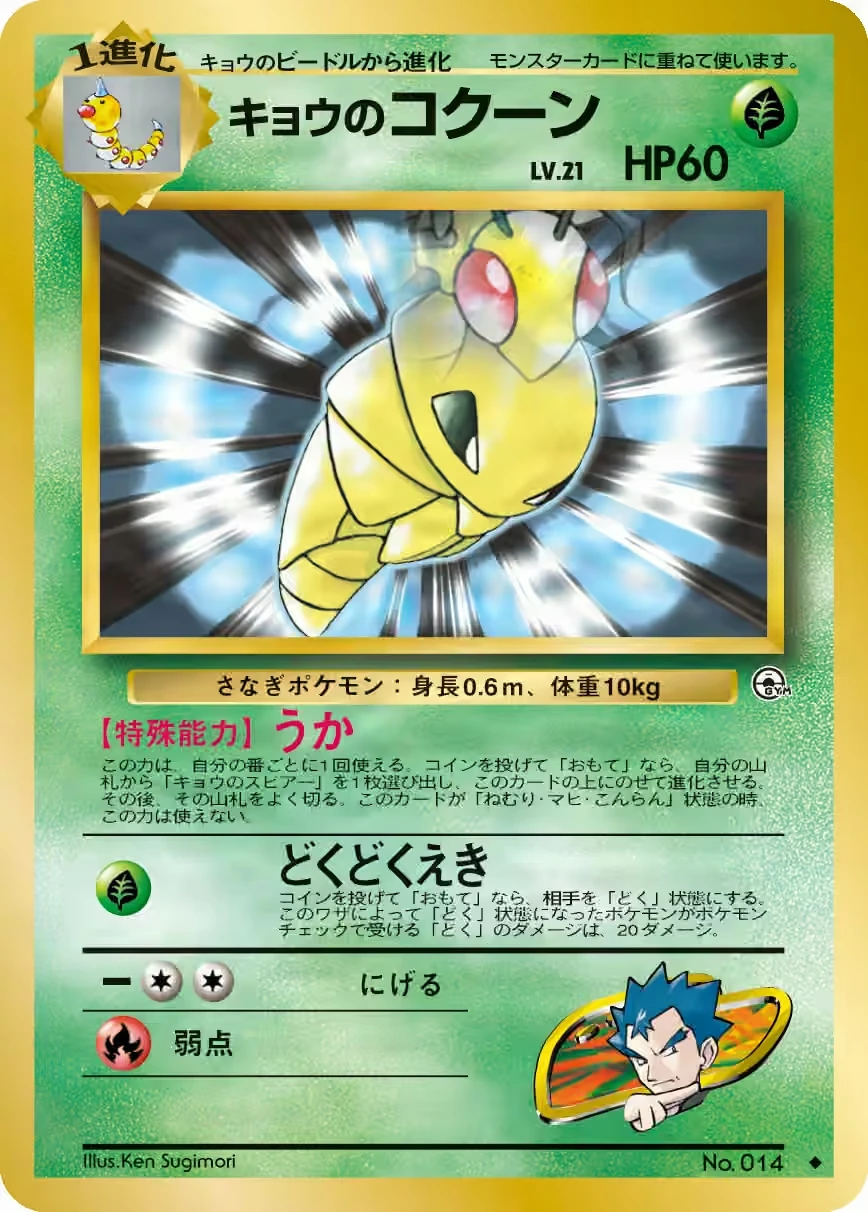 1進化
キョウのビードルから進化
モンスターカードに重ねて使います。
キョウのコクーン
LV.21 HP60
さなぎポケモン：身長0.6m、体重10kg
GYM
【特殊能力】うか
この力は、自分の番ごとに1回使える。コインを投げて「おもて」なら、自分の山
札から「キョウのスピアー」を1枚選び出し、このカードの上にのせて進化させる。
その後、その山札をよく切る。このカードが「ねむり・マヒ・こんらん」状態の時、
この力は使えない。
どくどくえき
コインを投げて「おもて」なら、相手を「どく」状態にする。
このワザによって「どく」状態になったポケモンがポケモン
チェックで受ける「どく」のダメージは、20ダメージ。
ー にげる
弱点
Illus.Ken Sugimori
No. 014